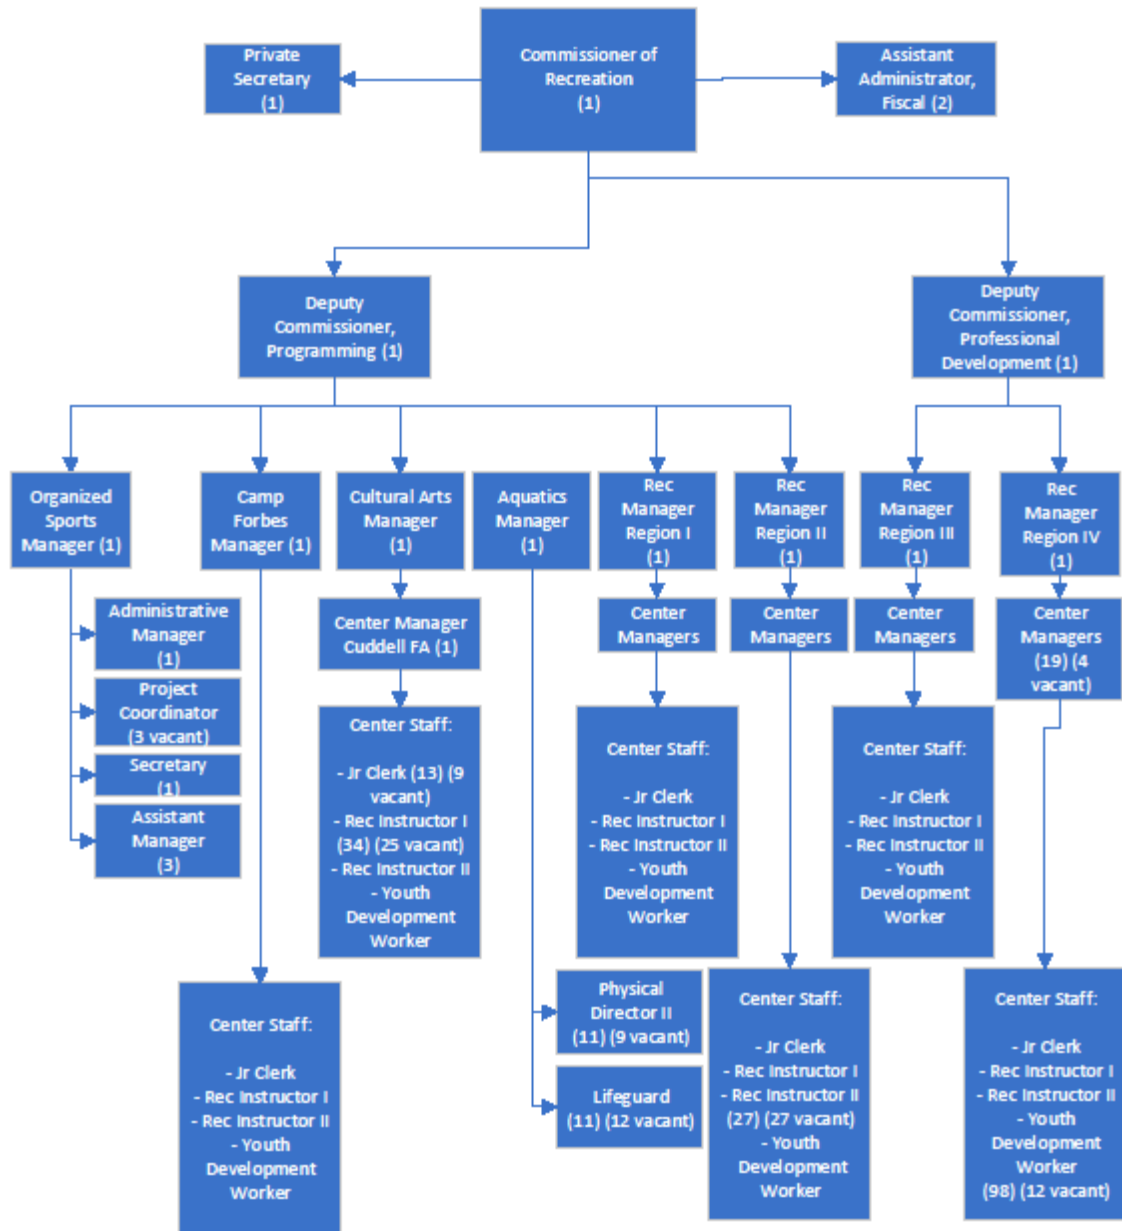 Private
Secretary
(1)
Commissioner of
Recreation
(1)
Assistant
Administrator,
Fiscal (2)
Deputy
Commissioner,
Programming (1)
Deputy
Commissioner,
Professional
Development (1)
Organized
Sports
Manager (1)
Camp
Forbes
Manager (1)
Cultural Arts
Manager
(1)
Aquatics
Manager
(1)
Rec
Manager
Region I
(1)
Rec
Manager
Region II
(1)
Rec
Manager
Region III
(1)
Rec
Manager
Region IV
(1)
Administrative
Manager
(1)
Project
Coordinator
(3 vacant)
Secretary
(1)
Assistant
Manager
(3)
Center Manager
Cuddell FA (1)
Center
Managers
Center
Managers
Center
Managers
Center
Managers
(19) (4
vacant)
Center Staff:
- Jr Clerk (13) (9
vacant)
- Rec Instructor I
(34) (25 vacant)
- Rec Instructor II
- Youth
Development
Worker
Center Staff:
- Jr Clerk
- Rec Instructor I
- Rec Instructor II
- Youth
Development
Worker
Center Staff:
- Jr Clerk
- Rec Instructor I
- Rec Instructor II
- Youth
Development
Worker
Center Staff:
- Jr Clerk
- Rec Instructor I
- Rec Instructor II
- Youth
Development
Worker
Physical
Director II
(11) (9 vacant)
Lifeguard
(11) (12 vacant)
Center Staff:
- Jr Clerk
- Rec Instructor I
- Rec Instructor II
(27) (27 vacant)
- Youth
Development
Worker
Center Staff:
- Jr Clerk
- Rec Instructor I
- Rec Instructor II
- Youth
Development
Worker
(98) (12 vacant)